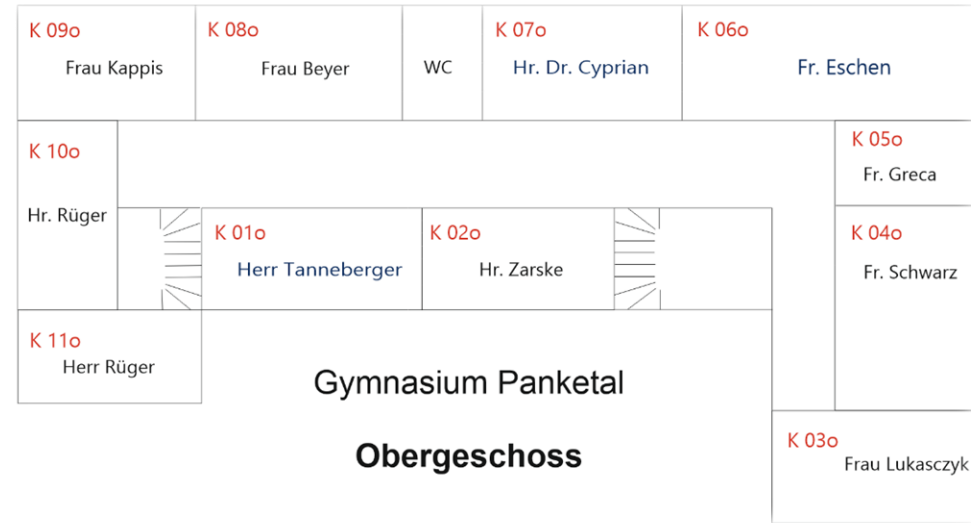 K 09o
Frau Kappis
K 08o
Frau Beyer
WC
K 07o
Hr. Dr. Cyprian
K 06o
Fr. Eschen
K 10o
Hr. Rüger
K 05o
Fr. Greca
K 01o
Herr Tanneberger
K 02o
Hr. Zarske
K 04o
Fr. Schwarz
K 11o
Herr Rüger
Gymnasium Panketal
Obergeschoss
K 03o
Frau Lukasczyk